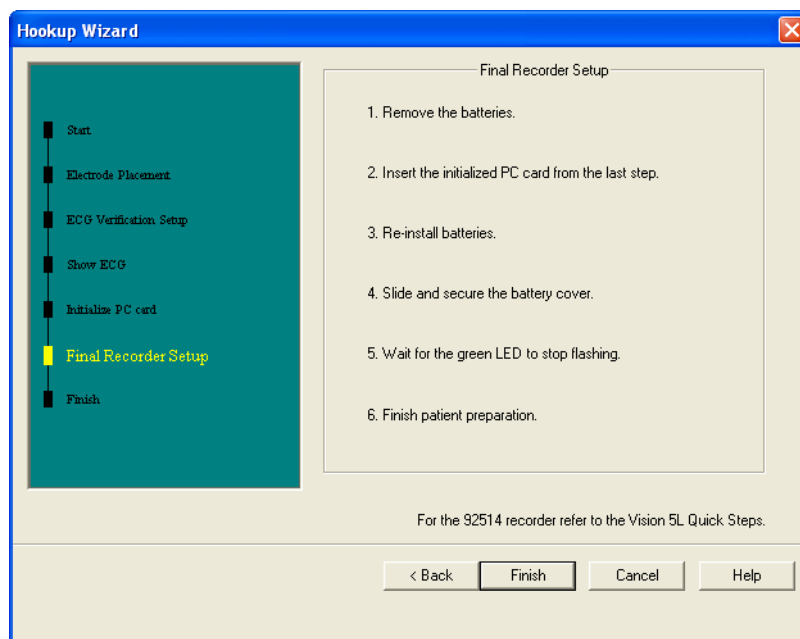 Hookup Wizard
Start
Electrode Placement
ECG Verification Setup
Show ECG
Initialize PC card
Final Recorder Setup
Finish
Final Recorder Setup
1. Remove the batteries.
2. Insert the initialized PC card from the last step.
3. Re-install batteries.
4. Slide and secure the battery cover.
5. Wait for the green LED to stop flashing.
6. Finish patient preparation.
For the 92514 recorder refer to the Vision 5L Quick Steps.
< Back Finish Cancel Help